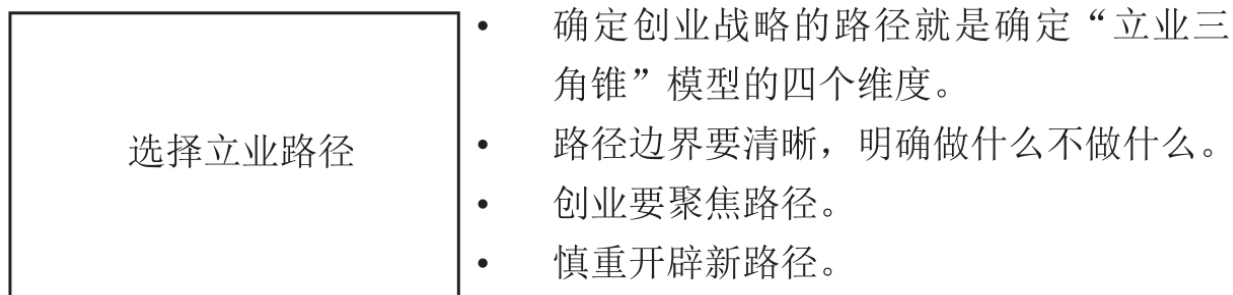 选择立业路径
• 确定创业战略的路径就是确定“立业三
角锥”模型的四个维度。
• 路径边界要清晰，明确做什么不做什么。
• 创业要聚焦路径。
• 慎重开辟新路径。